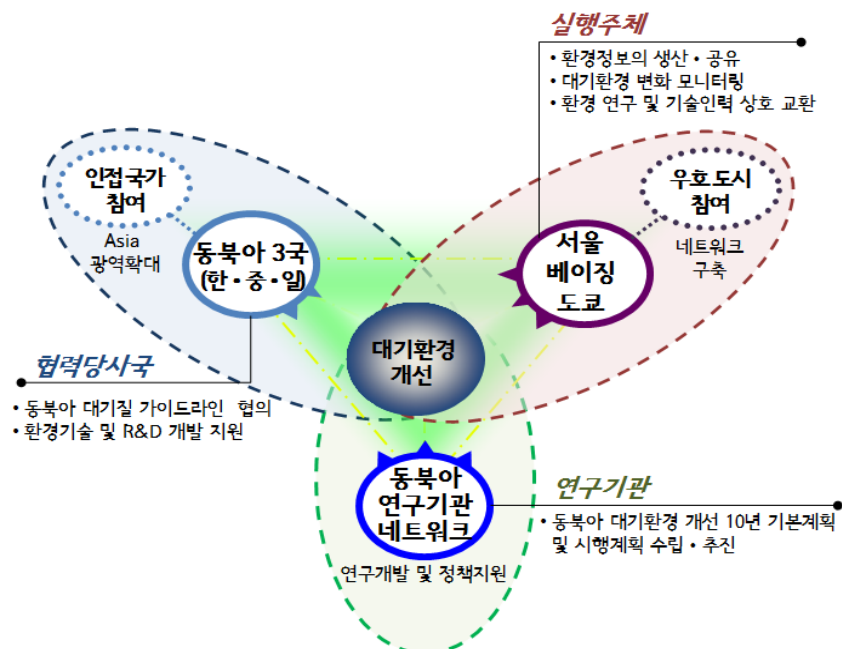 실행주체
• 환경정보의 생산・공유
• 대기환경 변화 모니터링
• 환경 연구 및 기술인력 상호 교환
인접국가
참여
Asia
광역확대
동북아 3국
(한・중・일)
서울
베이징
도쿄
우호도시
참여
네트워크
구축
대기환경
개선
협력당사국
• 동북아 대기질 가이드라인 협의
• 환경기술 및 R&D 개발 지원
동북아
연구기관
네트워크
연구개발 및 정책지원
연구기관
• 동북아 대기환경 개선 10년 기본계획
및 시행계획 수립・추진